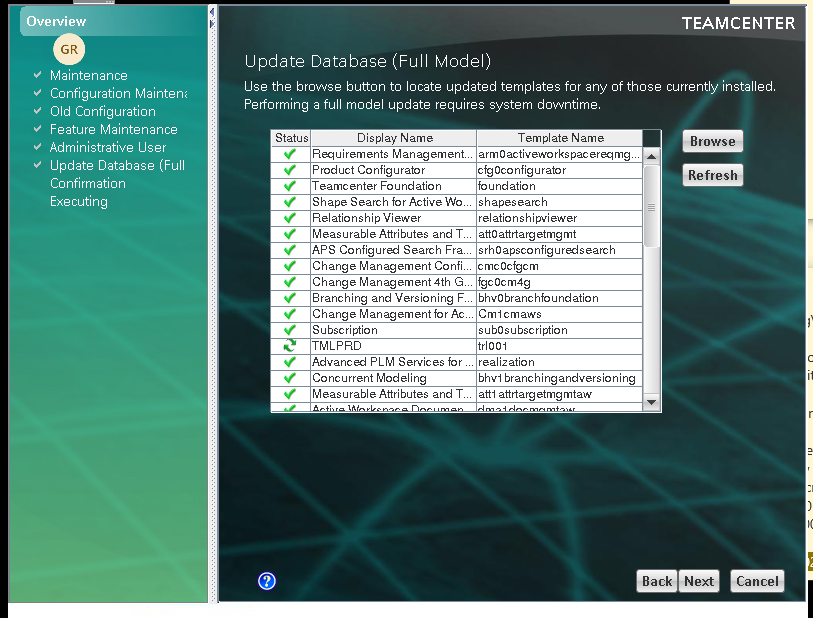 Overview
TEAMCENTER
GR
Maintenance
Configuration Maintena
Old Configuration
Feature Maintenance
Administrative User
Update Database (Full
Confirmation
Executing
Update Database (Full Model)
Use the browse button to locate updated templates for any of those currently installed.
Performing a full model update requires system downtime.
Status Display Name Template Name
Requirements Management... arm0activeworkspacereqmg...
Product Configurator cfg0configurator
Teamcenter Foundation foundation
Shape Search for Active Wo... shapesearch
Relationship Viewer relationshipviewer
Measurable Attributes and T... att0attrtargetmgmt
APS Configured Search Fra... srh0apsconfiguredsearch
Change Management Confi... cmc0cfgcm
Change Management 4th G... fgc0cm4g
Branching and Versioning F... bhv0branchfoundation
Change Management for Ac... Cm1cmaws
Subscription sub0subscription
TMLPRD trl001
Advanced PLM Services for ... realization
Concurrent Modeling bhv1branchingandversioning
Measurable Attributes and T... att1attrtargetmgmtaw
Active Workspace Documen... dma1docmgmtaw
Browse
Refresh
?
Back Next Cancel